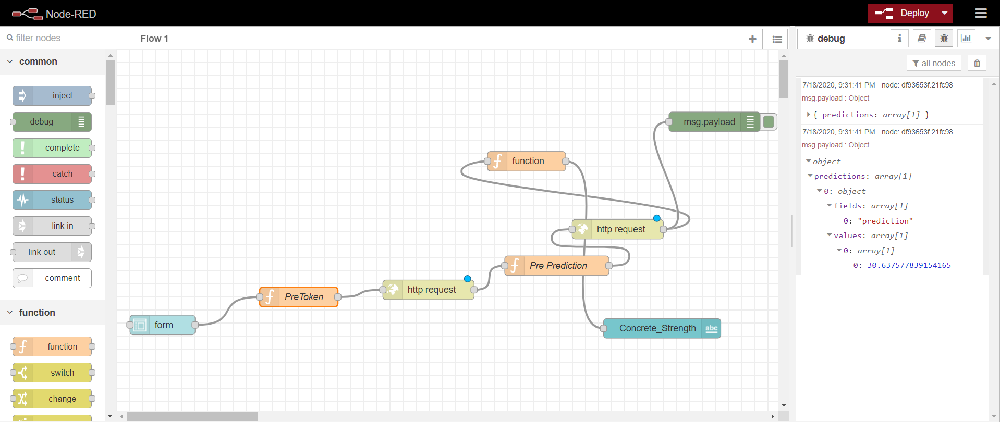 Node-RED
Deploy
filter nodes
Flow 1
debug
all nodes
common
inject
debug
complete
catch
status
link in
link out
comment
function
function
switch
change
form
PreToken
http request
Pre Prediction
http request
function
msg.payload
Concrete_Strength
abc
7/18/2020, 9:31:41 PM node: df93653f.21fc98
msg.payload : Object
{ predictions: array[1] }
7/18/2020, 9:31:41 PM node: df93653f.21fc98
msg.payload : Object
object
predictions: array[1]
0: object
fields: array[1]
0: "prediction"
values: array[1]
0: array[1]
0: 30.637577839154165